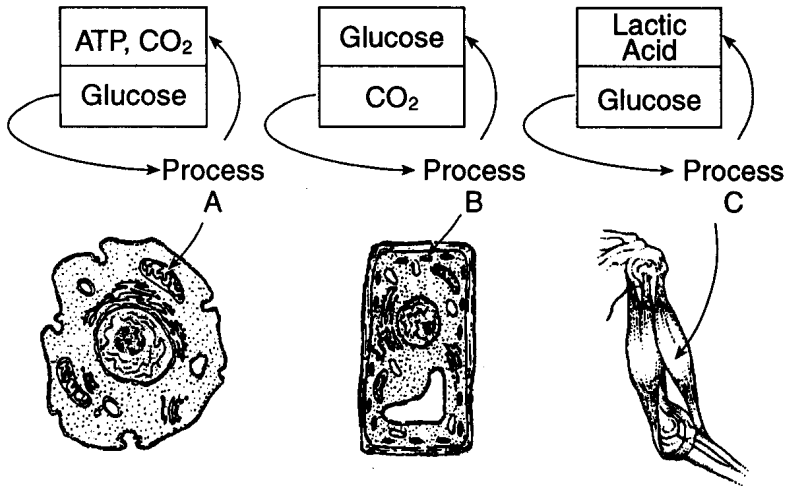 ATP, CO₂
Glucose
Process
A
Glucose
CO₂
Process
B
Lactic
Acid
Glucose
Process
C